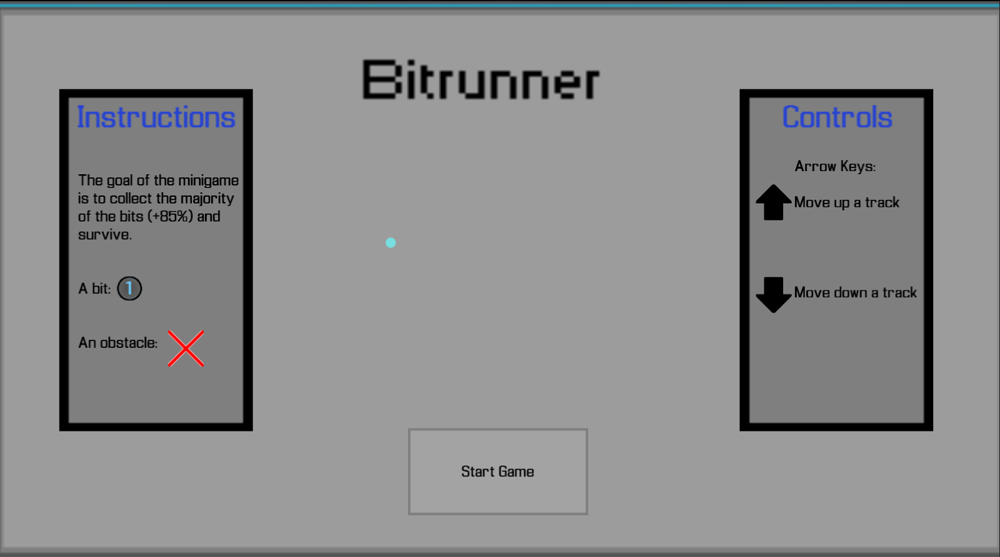 Bitrunner
Instructions
The goal of the minigame
is to collect the majority
of the bits (+85%) and
survive.
A bit: 1
An obstacle:
Controls
Arrow Keys:
Move up a track
Move down a track
Start Game